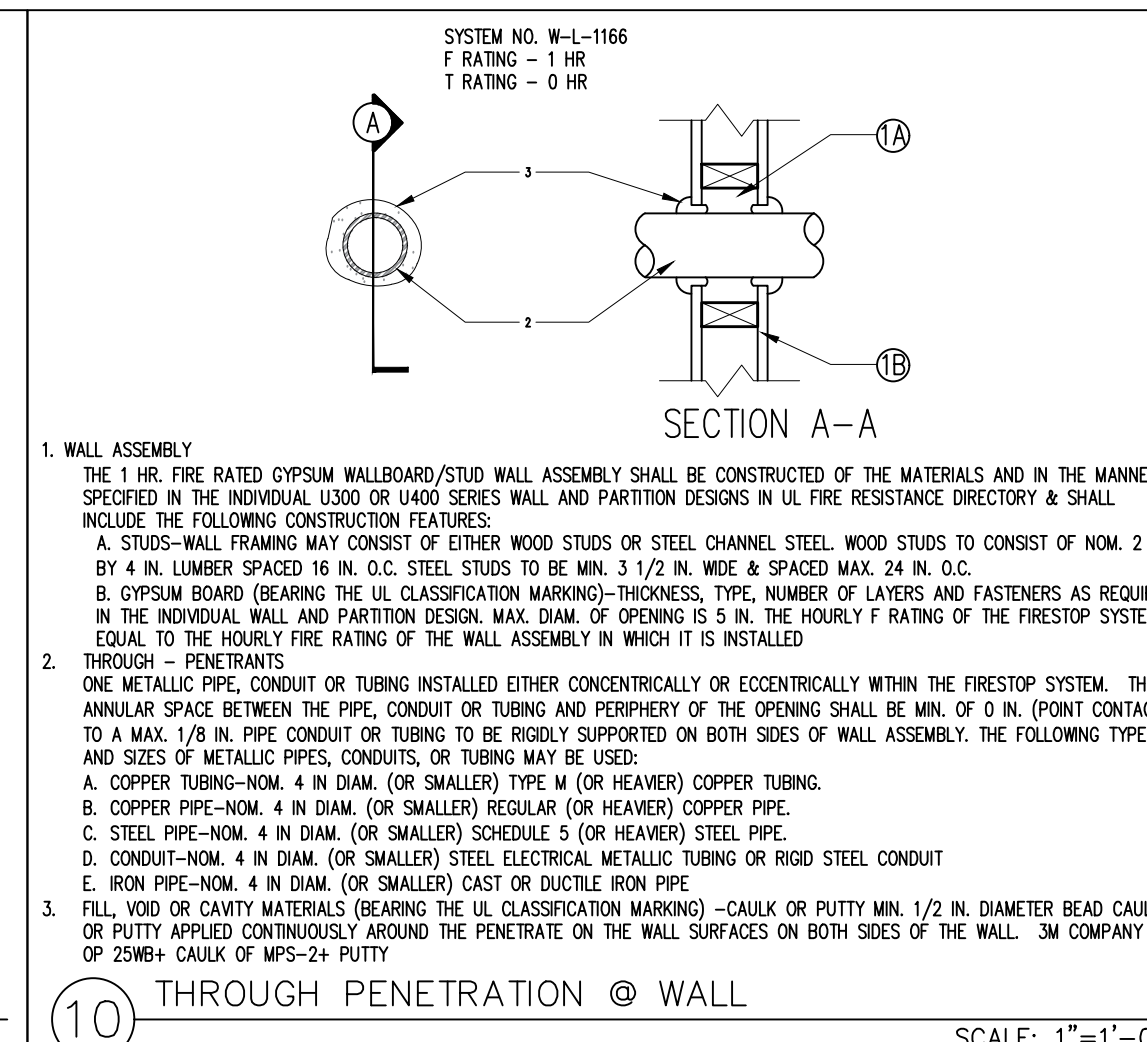 SYSTEM NO. W-L-1166
F RATING - 1 HR
T RATING - 0 HR
A
1A
3
2
1B
SECTION A-A
1. WALL ASSEMBLY
THE 1 HR. FIRE RATED GYPSUM WALLBOARD/STUD WALL ASSEMBLY SHALL BE CONSTRUCTED OF THE MATERIALS AND IN THE MANNE
SPECIFIED IN THE INDIVIDUAL U300 OR U400 SERIES WALL AND PARTITION DESIGNS IN UL FIRE RESISTANCE DIRECTORY & SHALL
INCLUDE THE FOLLOWING CONSTRUCTION FEATURES:
A. STUDS-WALL FRAMING MAY CONSIST OF EITHER WOOD STUDS OR STEEL CHANNEL STEEL. WOOD STUDS TO CONSIST OF NOM. 2
BY 4 IN. LUMBER SPACED 16 IN. O.C. STEEL STUDS TO BE MIN. 3 1/2 IN. WIDE & SPACED MAX. 24 IN. O.C.
B. GYPSUM BOARD (BEARING THE UL CLASSIFICATION MARKING)-THICKNESS, TYPE, NUMBER OF LAYERS AND FASTENERS AS REQUI
IN THE INDIVIDUAL WALL AND PARTITION DESIGN. MAX. DIAM. OF OPENING IS 5 IN. THE HOURLY F RATING OF THE FIRESTOP SYSTE
EQUAL TO THE HOURLY FIRE RATING OF THE WALL ASSEMBLY IN WHICH IT IS INSTALLED
2. THROUGH - PENETRANTS
ONE METALLIC PIPE, CONDUIT OR TUBING INSTALLED EITHER CONCENTRICALLY OR ECCENTRICALLY WITHIN THE FIRESTOP SYSTEM. TH
ANNULAR SPACE BETWEEN THE PIPE, CONDUIT OR TUBING AND PERIPHERY OF THE OPENING SHALL BE MIN. OF 0 IN. (POINT CONTAC
TO A MAX. 1/8 IN. PIPE CONDUIT OR TUBING TO BE RIGIDLY SUPPORTED ON BOTH SIDES OF WALL ASSEMBLY. THE FOLLOWING TYPE
AND SIZES OF METALLIC PIPES, CONDUITS, OR TUBING MAY BE USED:
A. COPPER TUBING-NOM. 4 IN DIAM. (OR SMALLER) TYPE M (OR HEAVIER) COPPER TUBING.
B. COPPER PIPE-NOM. 4 IN DIAM. (OR SMALLER) REGULAR (OR HEAVIER) COPPER PIPE.
C. STEEL PIPE-NOM. 4 IN DIAM. (OR SMALLER) SCHEDULE 5 (OR HEAVIER) STEEL PIPE.
D. CONDUIT-NOM. 4 IN DIAM. (OR SMALLER) STEEL ELECTRICAL METALLIC TUBING OR RIGID STEEL CONDUIT
E. IRON PIPE-NOM. 4 IN DIAM. (OR SMALLER) CAST OR DUCTILE IRON PIPE
3. FILL, VOID OR CAVITY MATERIALS (BEARING THE UL CLASSIFICATION MARKING) -CAULK OR PUTTY MIN. 1/2 IN. DIAMETER BEAD CAUL
OR PUTTY APPLIED CONTINUOUSLY AROUND THE PENETRATE ON THE WALL SURFACES ON BOTH SIDES OF THE WALL. 3M COMPANY
OP 25WB+ CAULK OF MPS-2+ PUTTY
10 THROUGH PENETRATION @ WALL
SCALE: 1"=1'-0